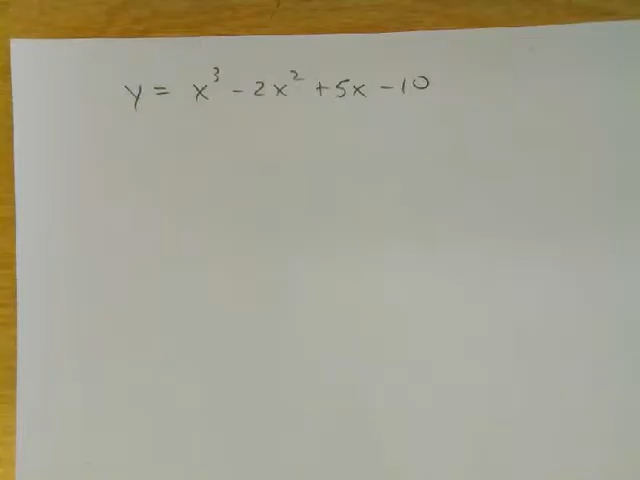 y = x³ - 2x² + 5x - 10